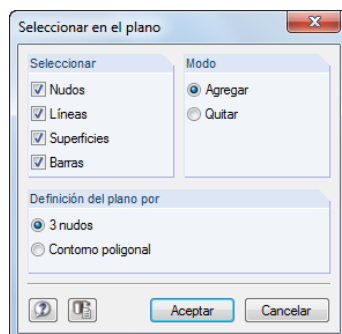 Seleccionar en el plano
Seleccionar
Nudos
Líneas
Superficies
Barras
Modo
Agregar
Quitar
Definición del plano por
3 nudos
Contorno poligonal
Aceptar
Cancelar